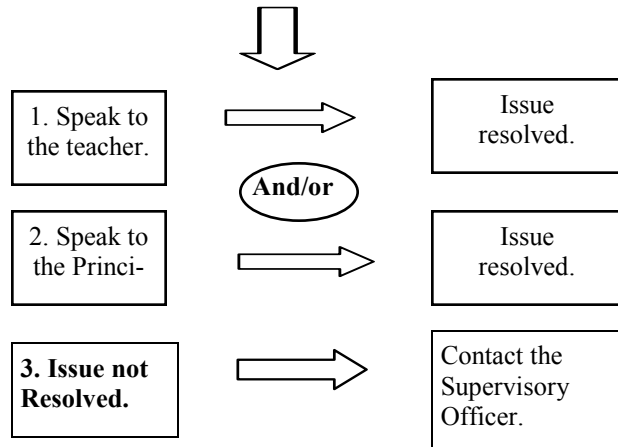 1. Speak to
the teacher.
Issue
resolved.
And/or
2. Speak to
the Princi-
Issue
resolved.
3. Issue not
Resolved.
Contact the
Supervisory
Officer.